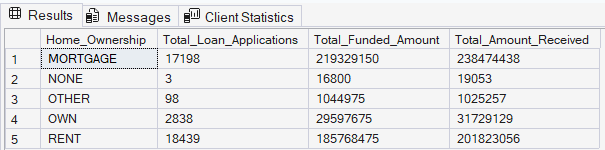 Results Messages Client Statistics
Home_Ownership Total_Loan_Applications Total_Funded_Amount Total_Amount_Received
1 MORTGAGE 17198 219329150 238474438
2 NONE 3 16800 19053
3 OTHER 98 1044975 1025257
4 OWN 2838 29597675 31729129
5 RENT 18439 185768475 201823056